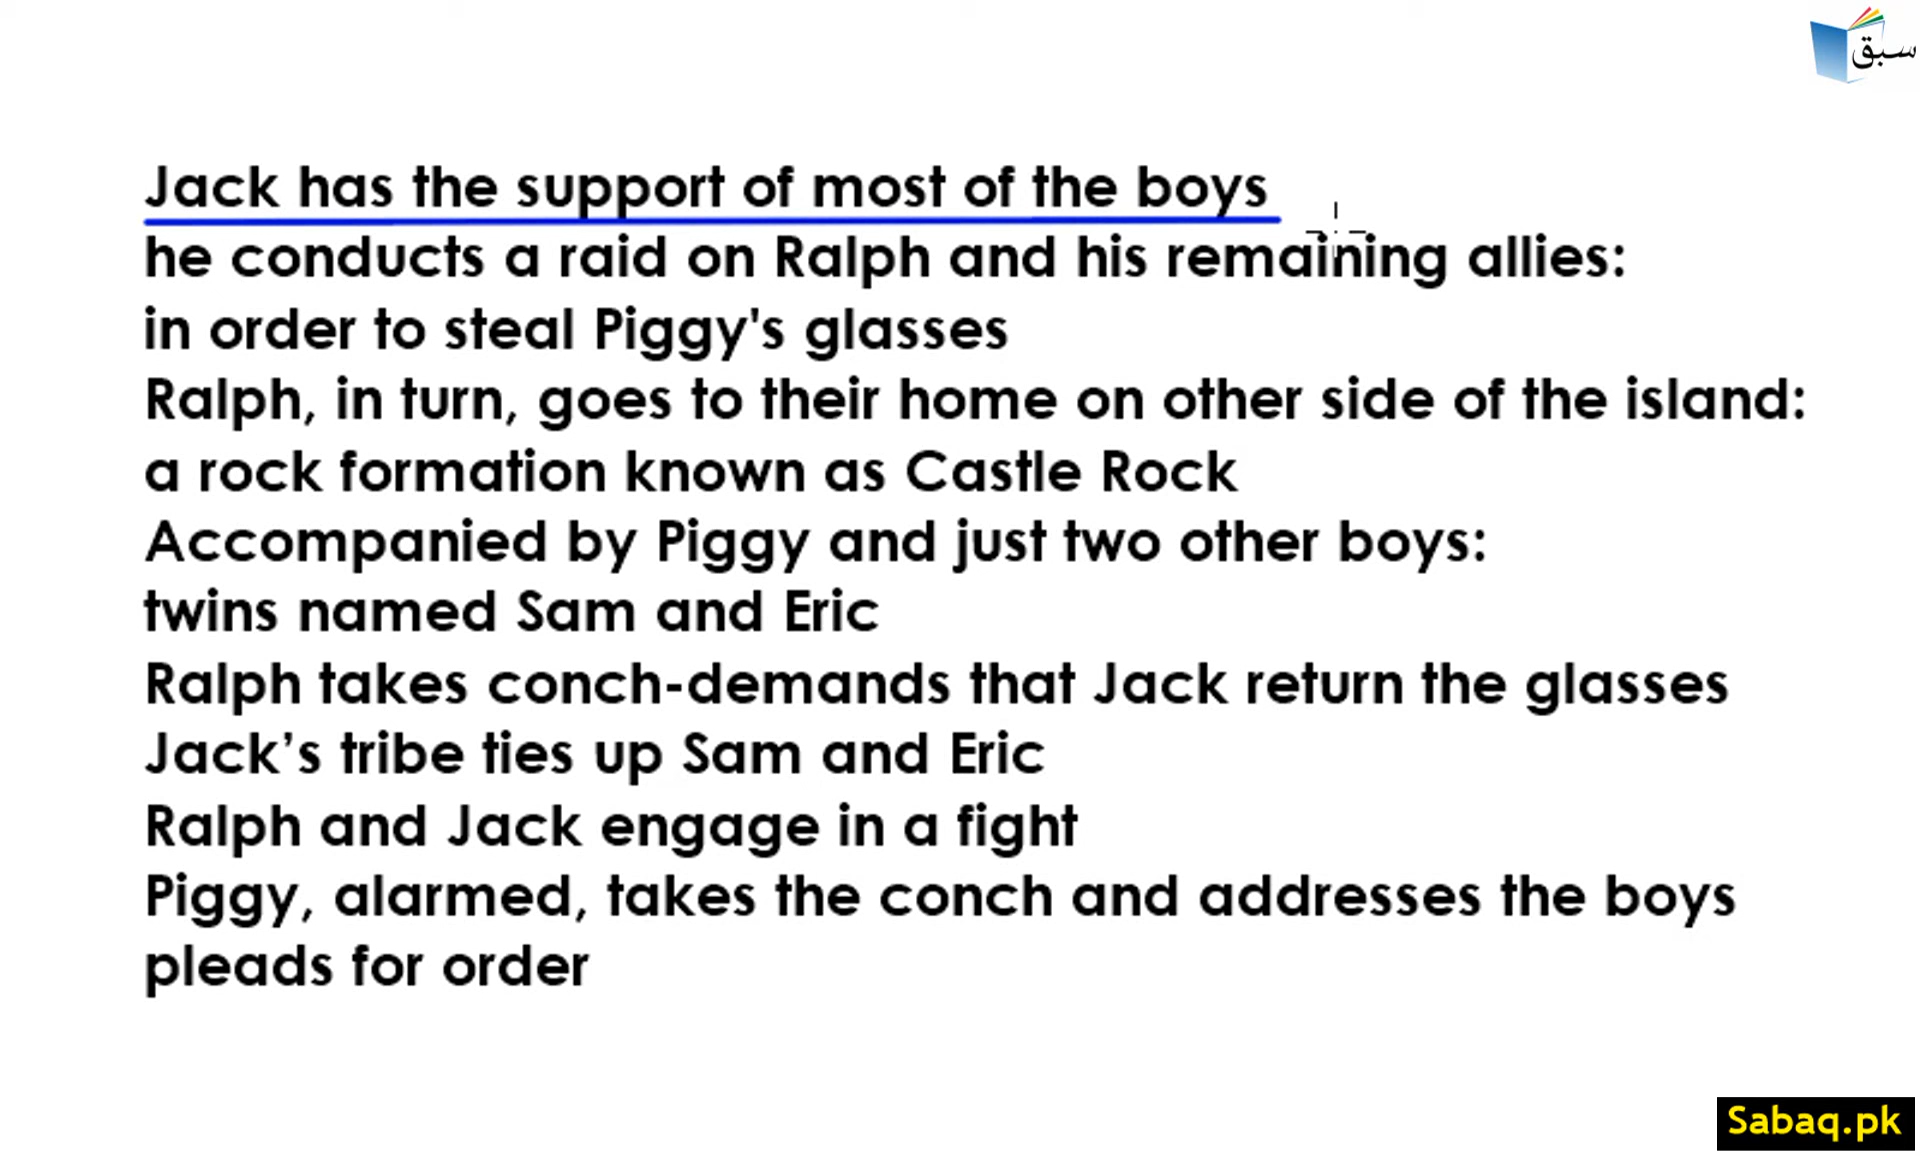 سبق
Jack has the support of most of the boys
he conducts a raid on Ralph and his remaining allies:
in order to steal Piggy's glasses
Ralph, in turn, goes to their home on other side of the island:
a rock formation known as Castle Rock
Accompanied by Piggy and just two other boys:
twins named Sam and Eric
Ralph takes conch-demands that Jack return the glasses
Jack’s tribe ties up Sam and Eric
Ralph and Jack engage in a fight
Piggy, alarmed, takes the conch and addresses the boys
pleads for order
Sabaq.pk